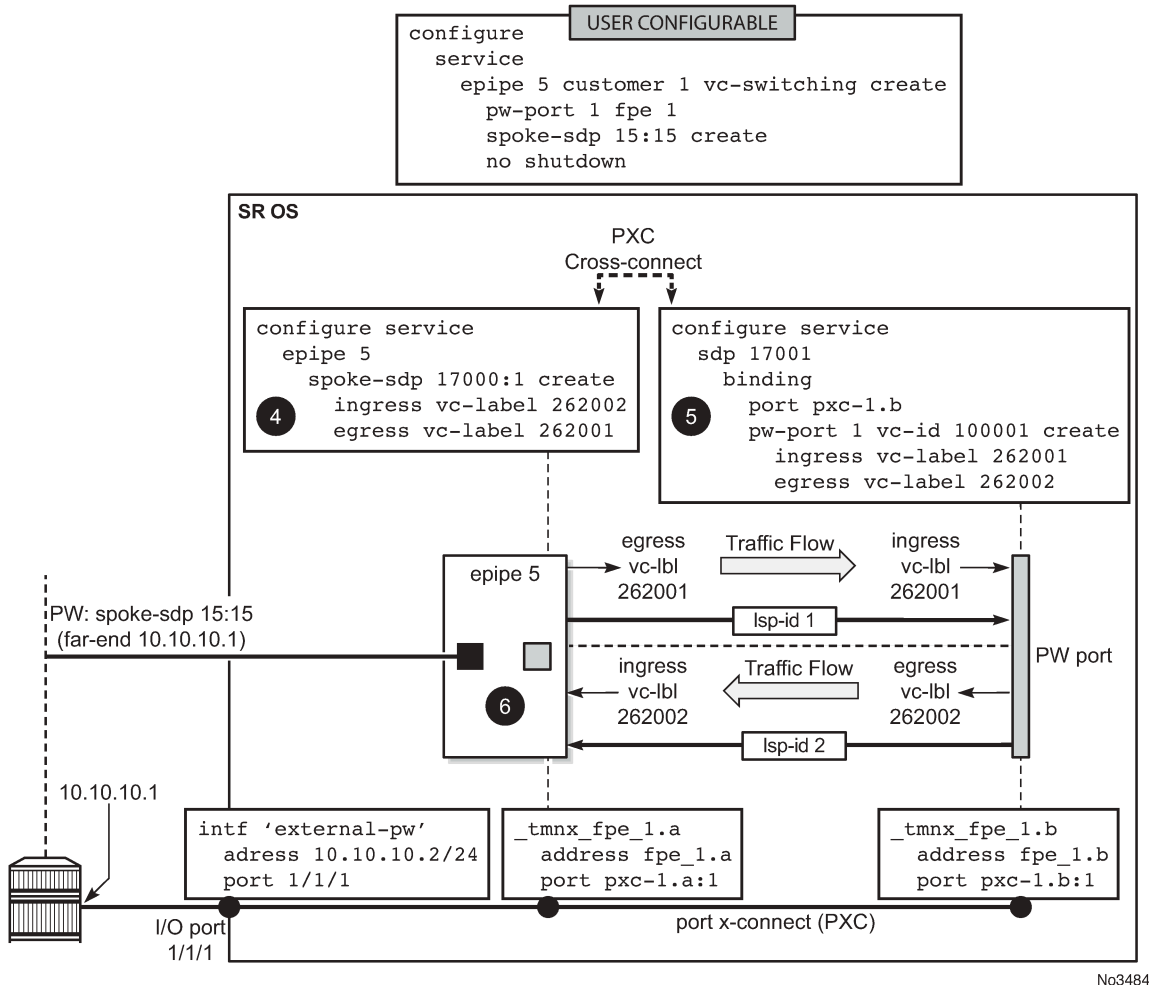 USER CONFIGURABLE
configure
service
epipe 5 customer 1 vc-switching create
pw-port 1 fpe 1
spoke-sdp 15:15 create
no shutdown
SR OS
PXC
Cross-connect
configure service
epipe 5
spoke-sdp 17000:1 create
ingress vc-label 262002
egress vc-label 262001
4
configure service
sdp 17001
binding
port pxc-1.b
pw-port 1 vc-id 100001 create
ingress vc-label 262001
egress vc-label 262002
5
epipe 5
6
egress
vc-lbl
262001
Traffic Flow
ingress
vc-lbl
262001
lsp-id 1
PW: spoke-sdp 15:15
(far-end 10.10.10.1)
ingress
vc-lbl
262002
Traffic Flow
egress
vc-lbl
262002
lsp-id 2
PW port
10.10.10.1
intf ‘external-pw’
adress 10.10.10.2/24
port 1/1/1
_tmnx_fpe_1.a
address fpe_1.a
port pxc-1.a:1
_tmnx_fpe_1.b
address fpe_1.b
port pxc-1.b:1
I/O port
1/1/1
port x-connect (PXC)
No3484